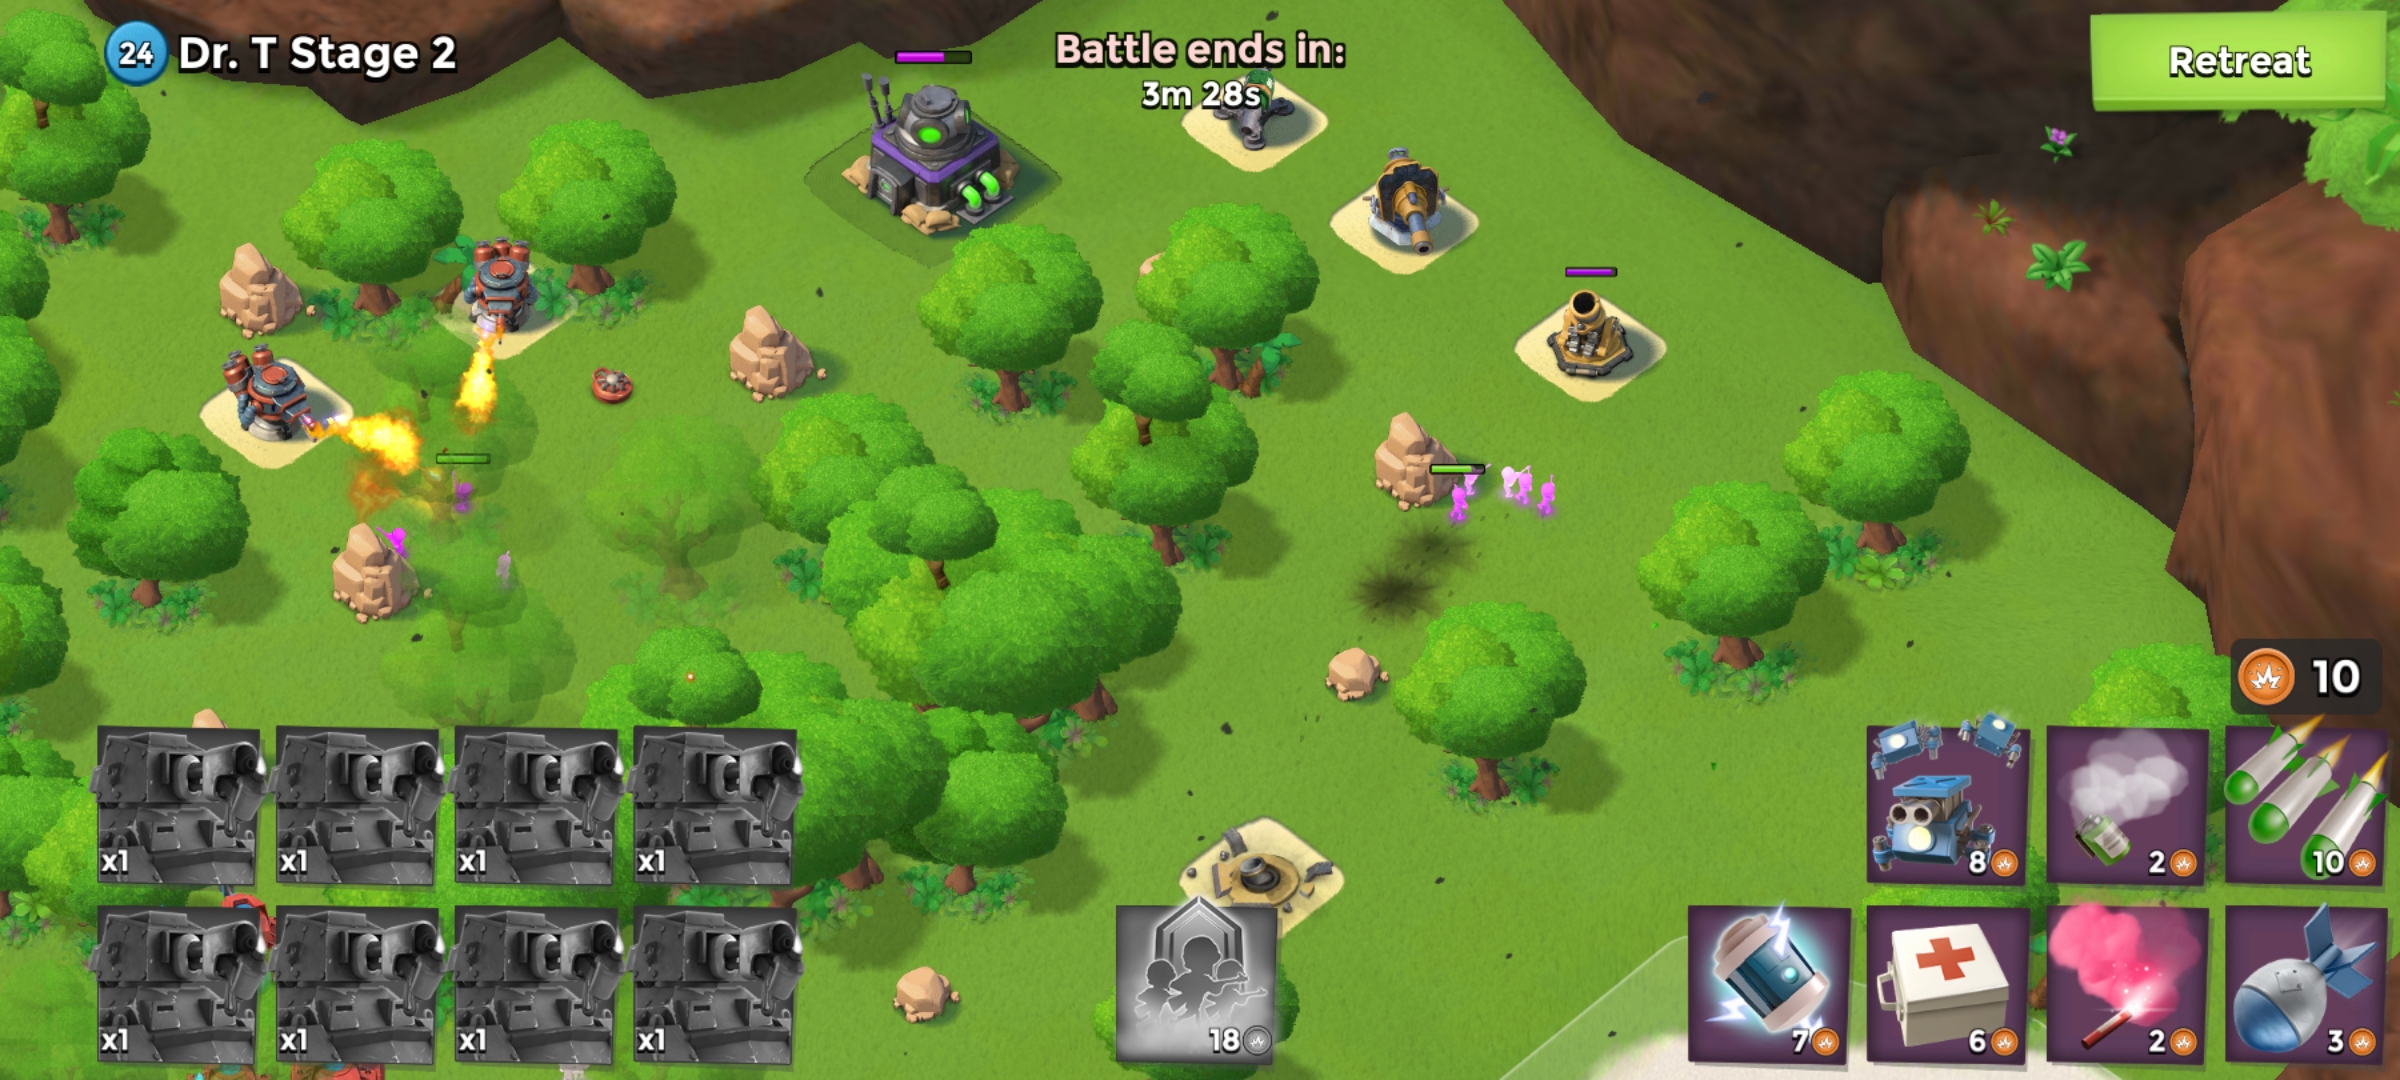 24 Dr. T Stage 2
Battle ends in:
3m 28s
Retreat
10
x1 x1 x1 x1
8 2 10
x1 x1 x1 x1
18
7 6 2 3